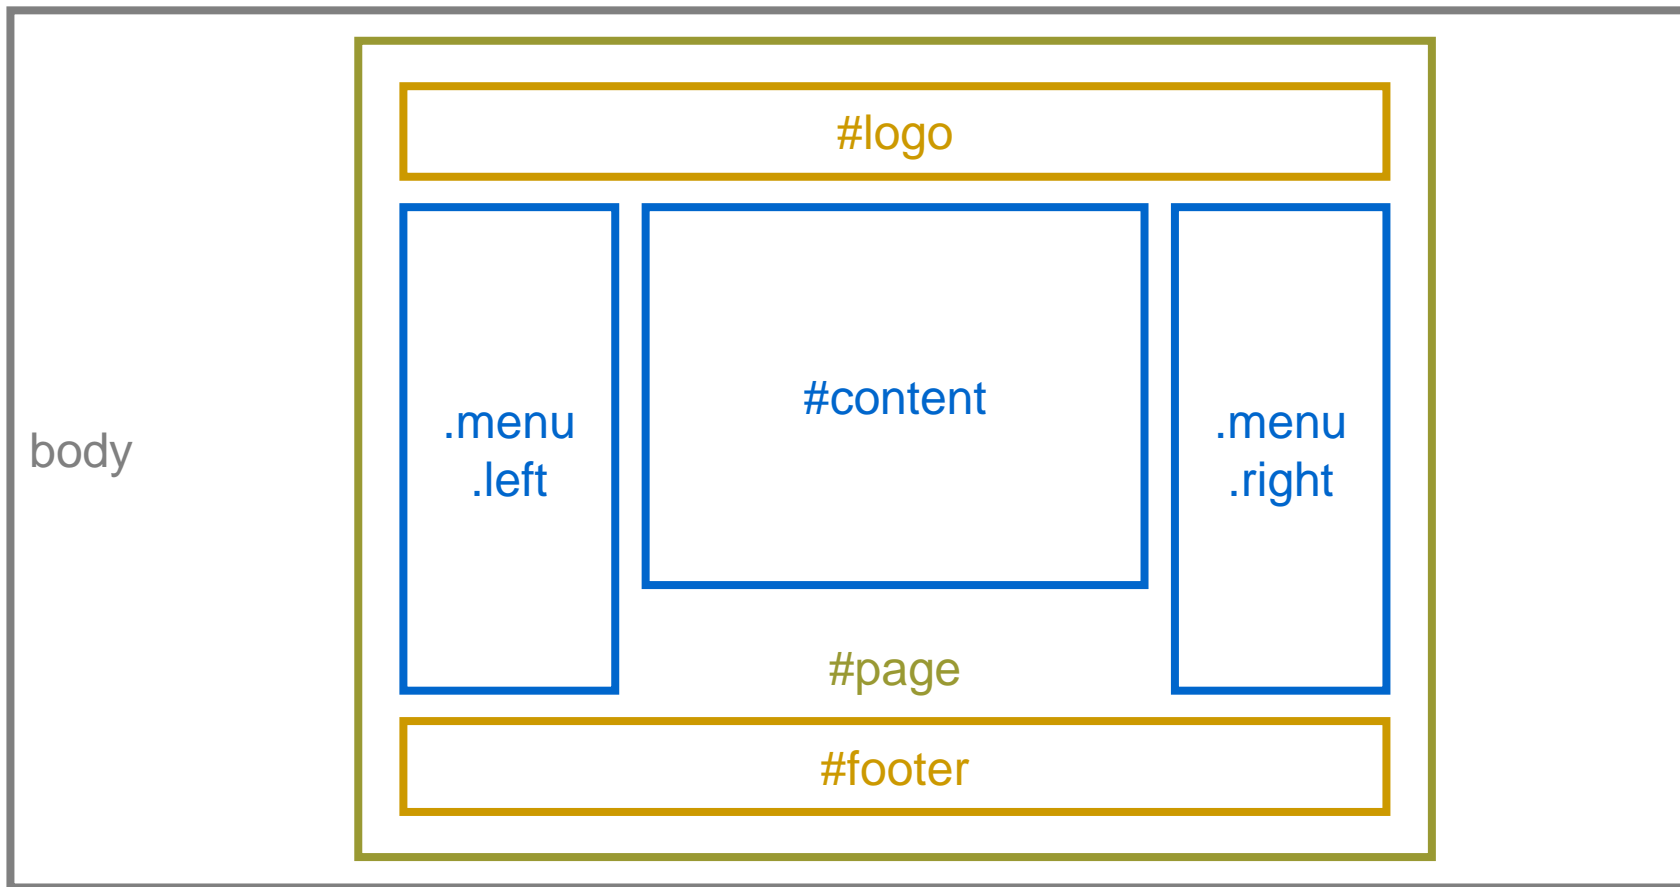 #logo
body
.menu
.left
#content
.menu
.right
#page
#footer